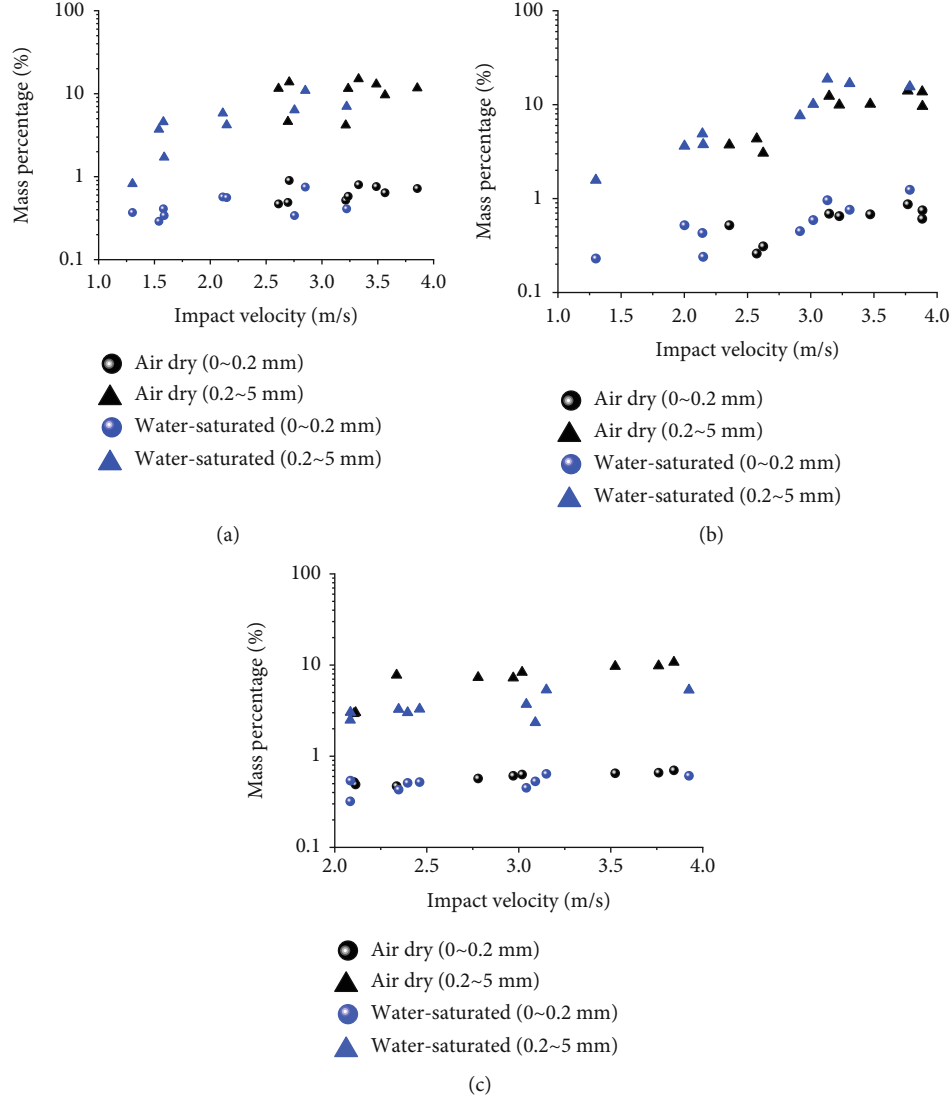 100
10
1
0.1
Mass percentage (%)
1.0 1.5 2.0 2.5 3.0 3.5 4.0
Impact velocity (m/s)
Air dry (0~0.2 mm)
Air dry (0.2~5 mm)
Water-saturated (0~0.2 mm)
Water-saturated (0.2~5 mm)
(a)
100
10
1
0.1
Mass percentage (%)
1.0 1.5 2.0 2.5 3.0 3.5 4.0
Impact velocity (m/s)
Air dry (0~0.2 mm)
Air dry (0.2~5 mm)
Water-saturated (0~0.2 mm)
Water-saturated (0.2~5 mm)
(b)
100
10
1
0.1
Mass percentage (%)
2.0 2.5 3.0 3.5 4.0
Impact velocity (m/s)
Air dry (0~0.2 mm)
Air dry (0.2~5 mm)
Water-saturated (0~0.2 mm)
Water-saturated (0.2~5 mm)
(c)